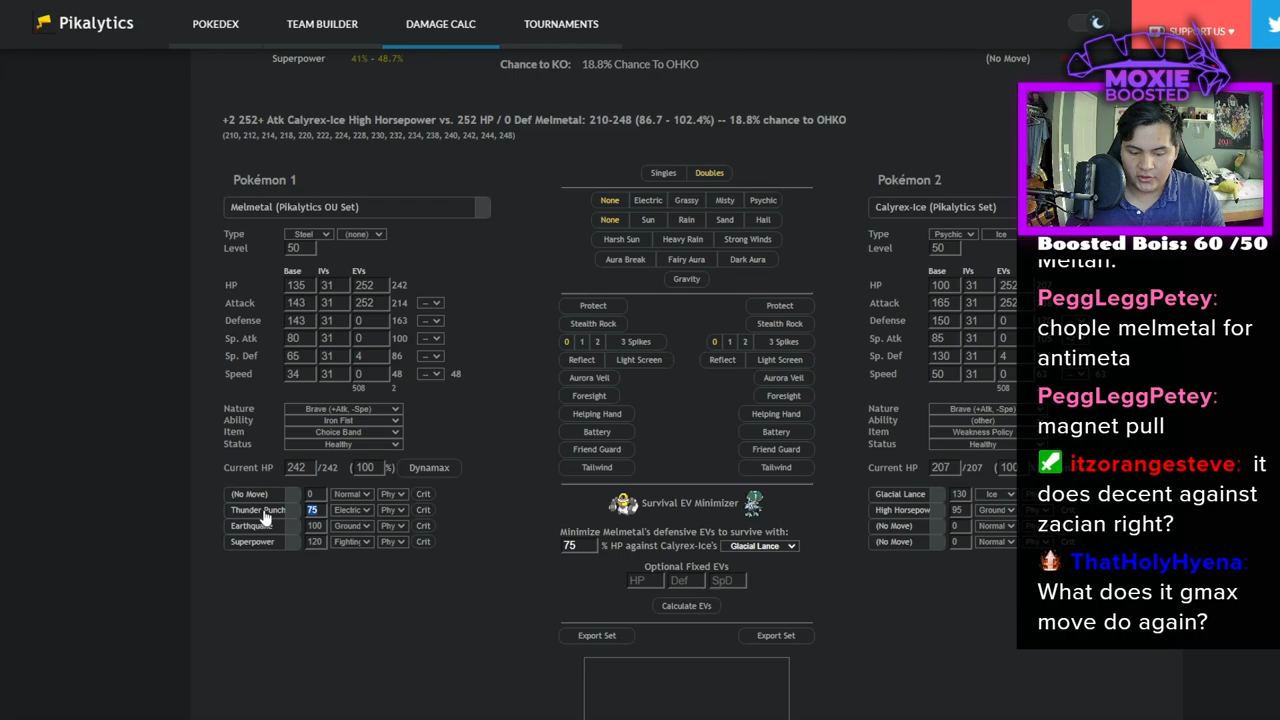 Pikalytics POKEDEX TEAM BUILDER DAMAGE CALC TOURNAMENTS SUPPORT US ♥
Superpower 41% - 48.7% Chance to KO: 18.8% Chance To OHKO (No Move)
MOXIE
BOOSTED
+2 252+ Atk Calyrex-Ice High Horsepower vs. 252 HP / 0 Def Melmetal: 210-248 (86.7 - 102.4%) -- 18.8% chance to OHKO
(210, 212, 214, 218, 220, 222, 224, 228, 230, 232, 234, 238, 240, 242, 244, 248)
Pokémon 1
Melmetal (Pikalytics OU Set)
Type Steel (none)
Level 50
Base IVs EVs
HP 135 31 252 242
Attack 143 31 252 214 --
Defense 143 31 0 163 --
Sp. Atk 80 31 0 100 --
Sp. Def 65 31 4 86 --
Speed 34 31 0 48 -- 48
508 2
Nature Brave (+Atk, -Spe)
Ability Iron Fist
Item Choice Band
Status Healthy
Current HP 242 /242 ( 100 %) Dynamax
(No Move) 0 Normal Phy Crit
Thunder Punch 75 Electric Phy Crit
Earthquake 100 Ground Phy Crit
Superpower 120 Fighting Phy Crit
Singles Doubles
None Electric Grassy Misty Psychic
None Sun Rain Sand Hail
Harsh Sun Heavy Rain Strong Winds
Aura Break Fairy Aura Dark Aura
Gravity
Protect Protect
Stealth Rock Stealth Rock
0 1 2 3 Spikes 0 1 2 3 Spikes
Reflect Light Screen Reflect Light Screen
Aurora Veil Aurora Veil
Foresight Foresight
Helping Hand Helping Hand
Battery Battery
Friend Guard Friend Guard
Tailwind Tailwind
Survival EV Minimizer
Minimize Melmetal's defensive EVs to survive with:
75 % HP against Calyrex-Ice's Glacial Lance
Optional Fixed EVs
HP Def SpD
Calculate EVs
Export Set Export Set
Pokémon 2
Calyrex-Ice (Pikalytics Set)
Type Psychic Ice
Level 50
Base IVs EVs
HP 100 31 252 207
Attack 165 31 252
Defense 150 31 0
Sp. Atk 85 31 0
Sp. Def 130 31 4
Speed 50 31 0 63 63
Nature Brave (+Atk, -Spe)
Ability (other)
Item Weakness Policy
Status Healthy
Current HP 207 /207 ( 100
Glacial Lance 130 Ice
High Horsepow 95 Ground
(No Move) 0 Normal
(No Move) 0 Normal
Boosted Bois: 60 /50
Meltan.
PeggLeggPetey:
chople melmetal for
antimeta
PeggLeggPetey:
magnet pull
itzorangesteve: it
does decent against
zacian right?
ThatHolyHyena:
What does it gmax
move do again?